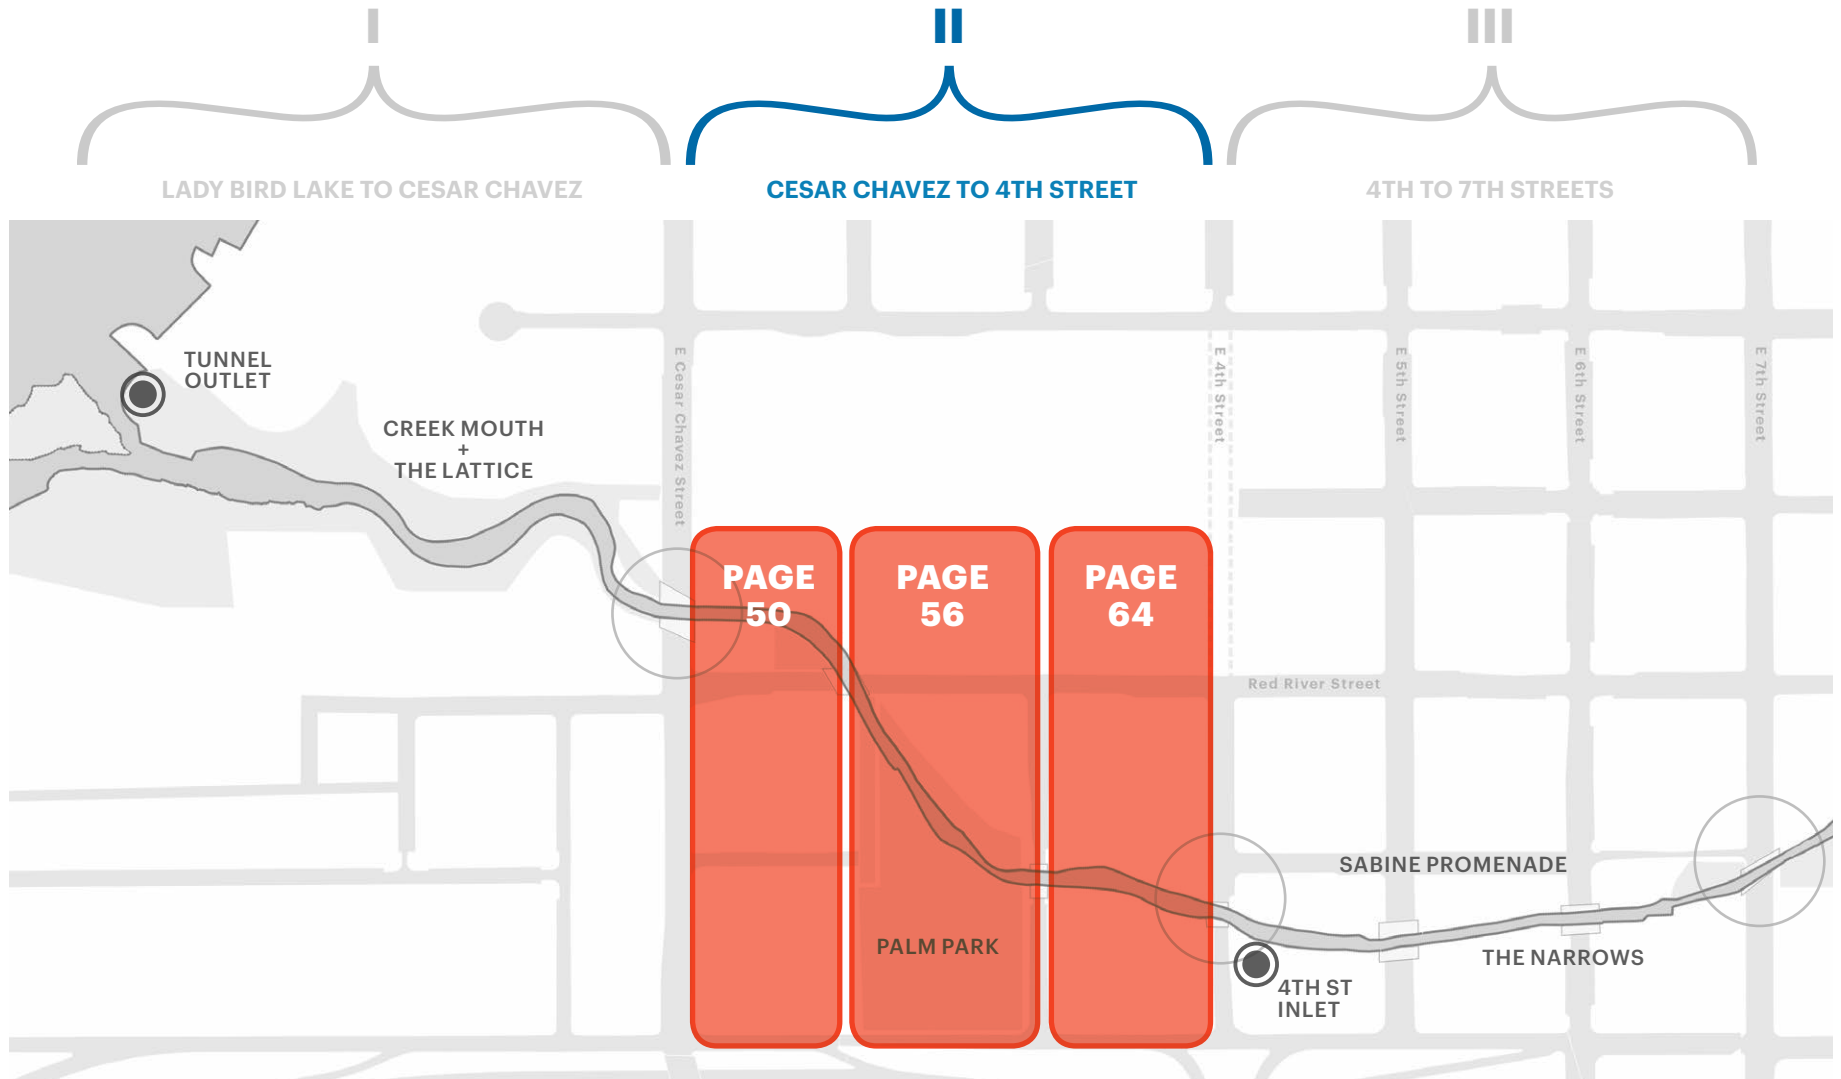 I
II
III
LADY BIRD LAKE TO CESAR CHAVEZ
CESAR CHAVEZ TO 4TH STREET
4TH TO 7TH STREETS
TUNNEL
OUTLET
CREEK MOUTH
+
THE LATTICE
E Cesar Chavez Street
E 4th Street
E 5th Street
E 6th Street
E 7th Street
PAGE
50
PAGE
56
PAGE
64
Red River Street
SABINE PROMENADE
PALM PARK
THE NARROWS
4TH ST
INLET